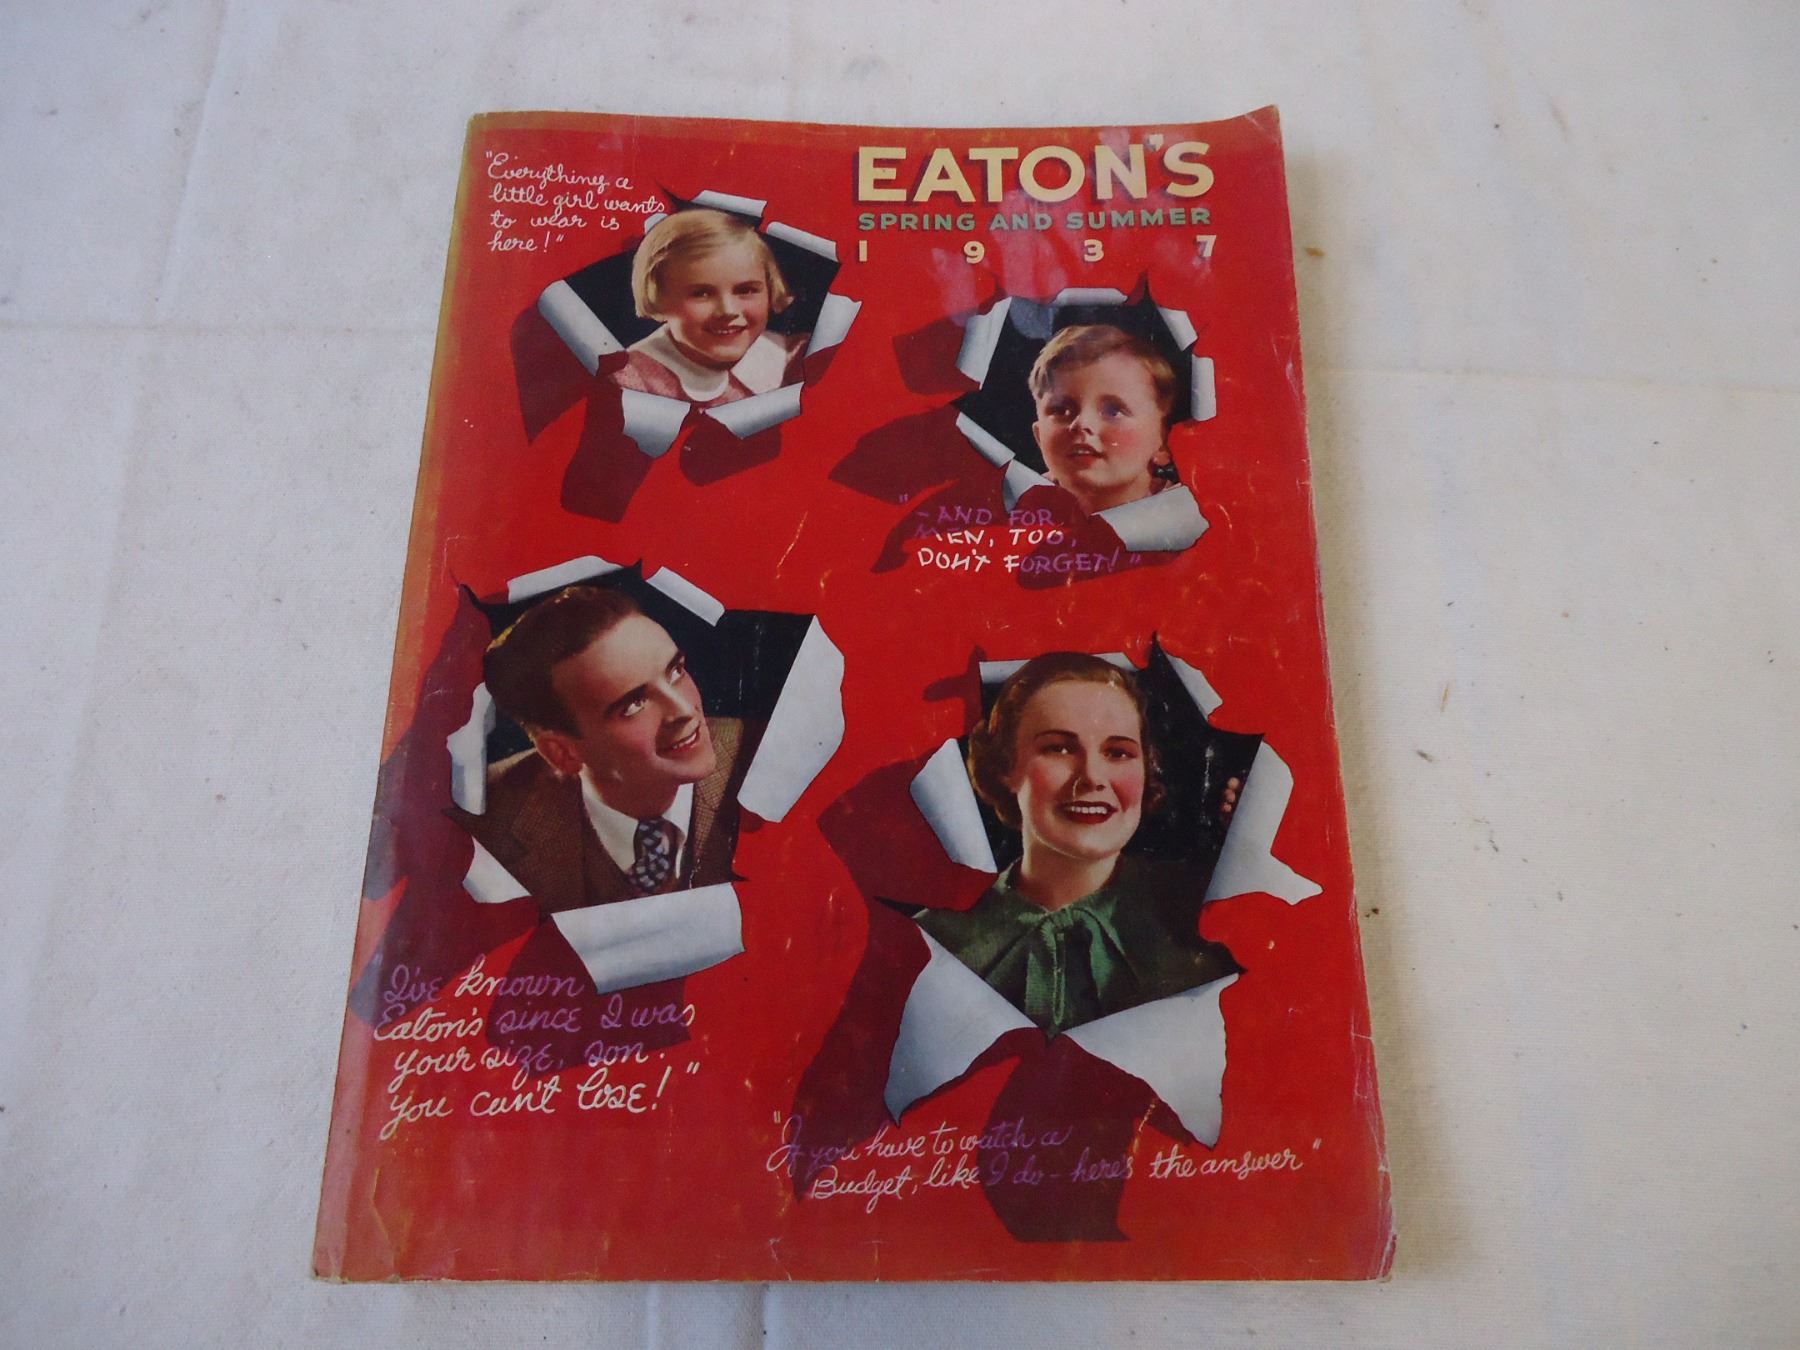 "Everything a
little girl wants
to wear is
here!"
EATON'S
SPRING AND SUMMER
1937
"-AND FOR
MEN, TOO,
DON'T FORGET!"
"I've known
Eaton's since I was
your size, son.
you can't lose!"
"If you have to watch a
Budget, like I do - here's the answer"